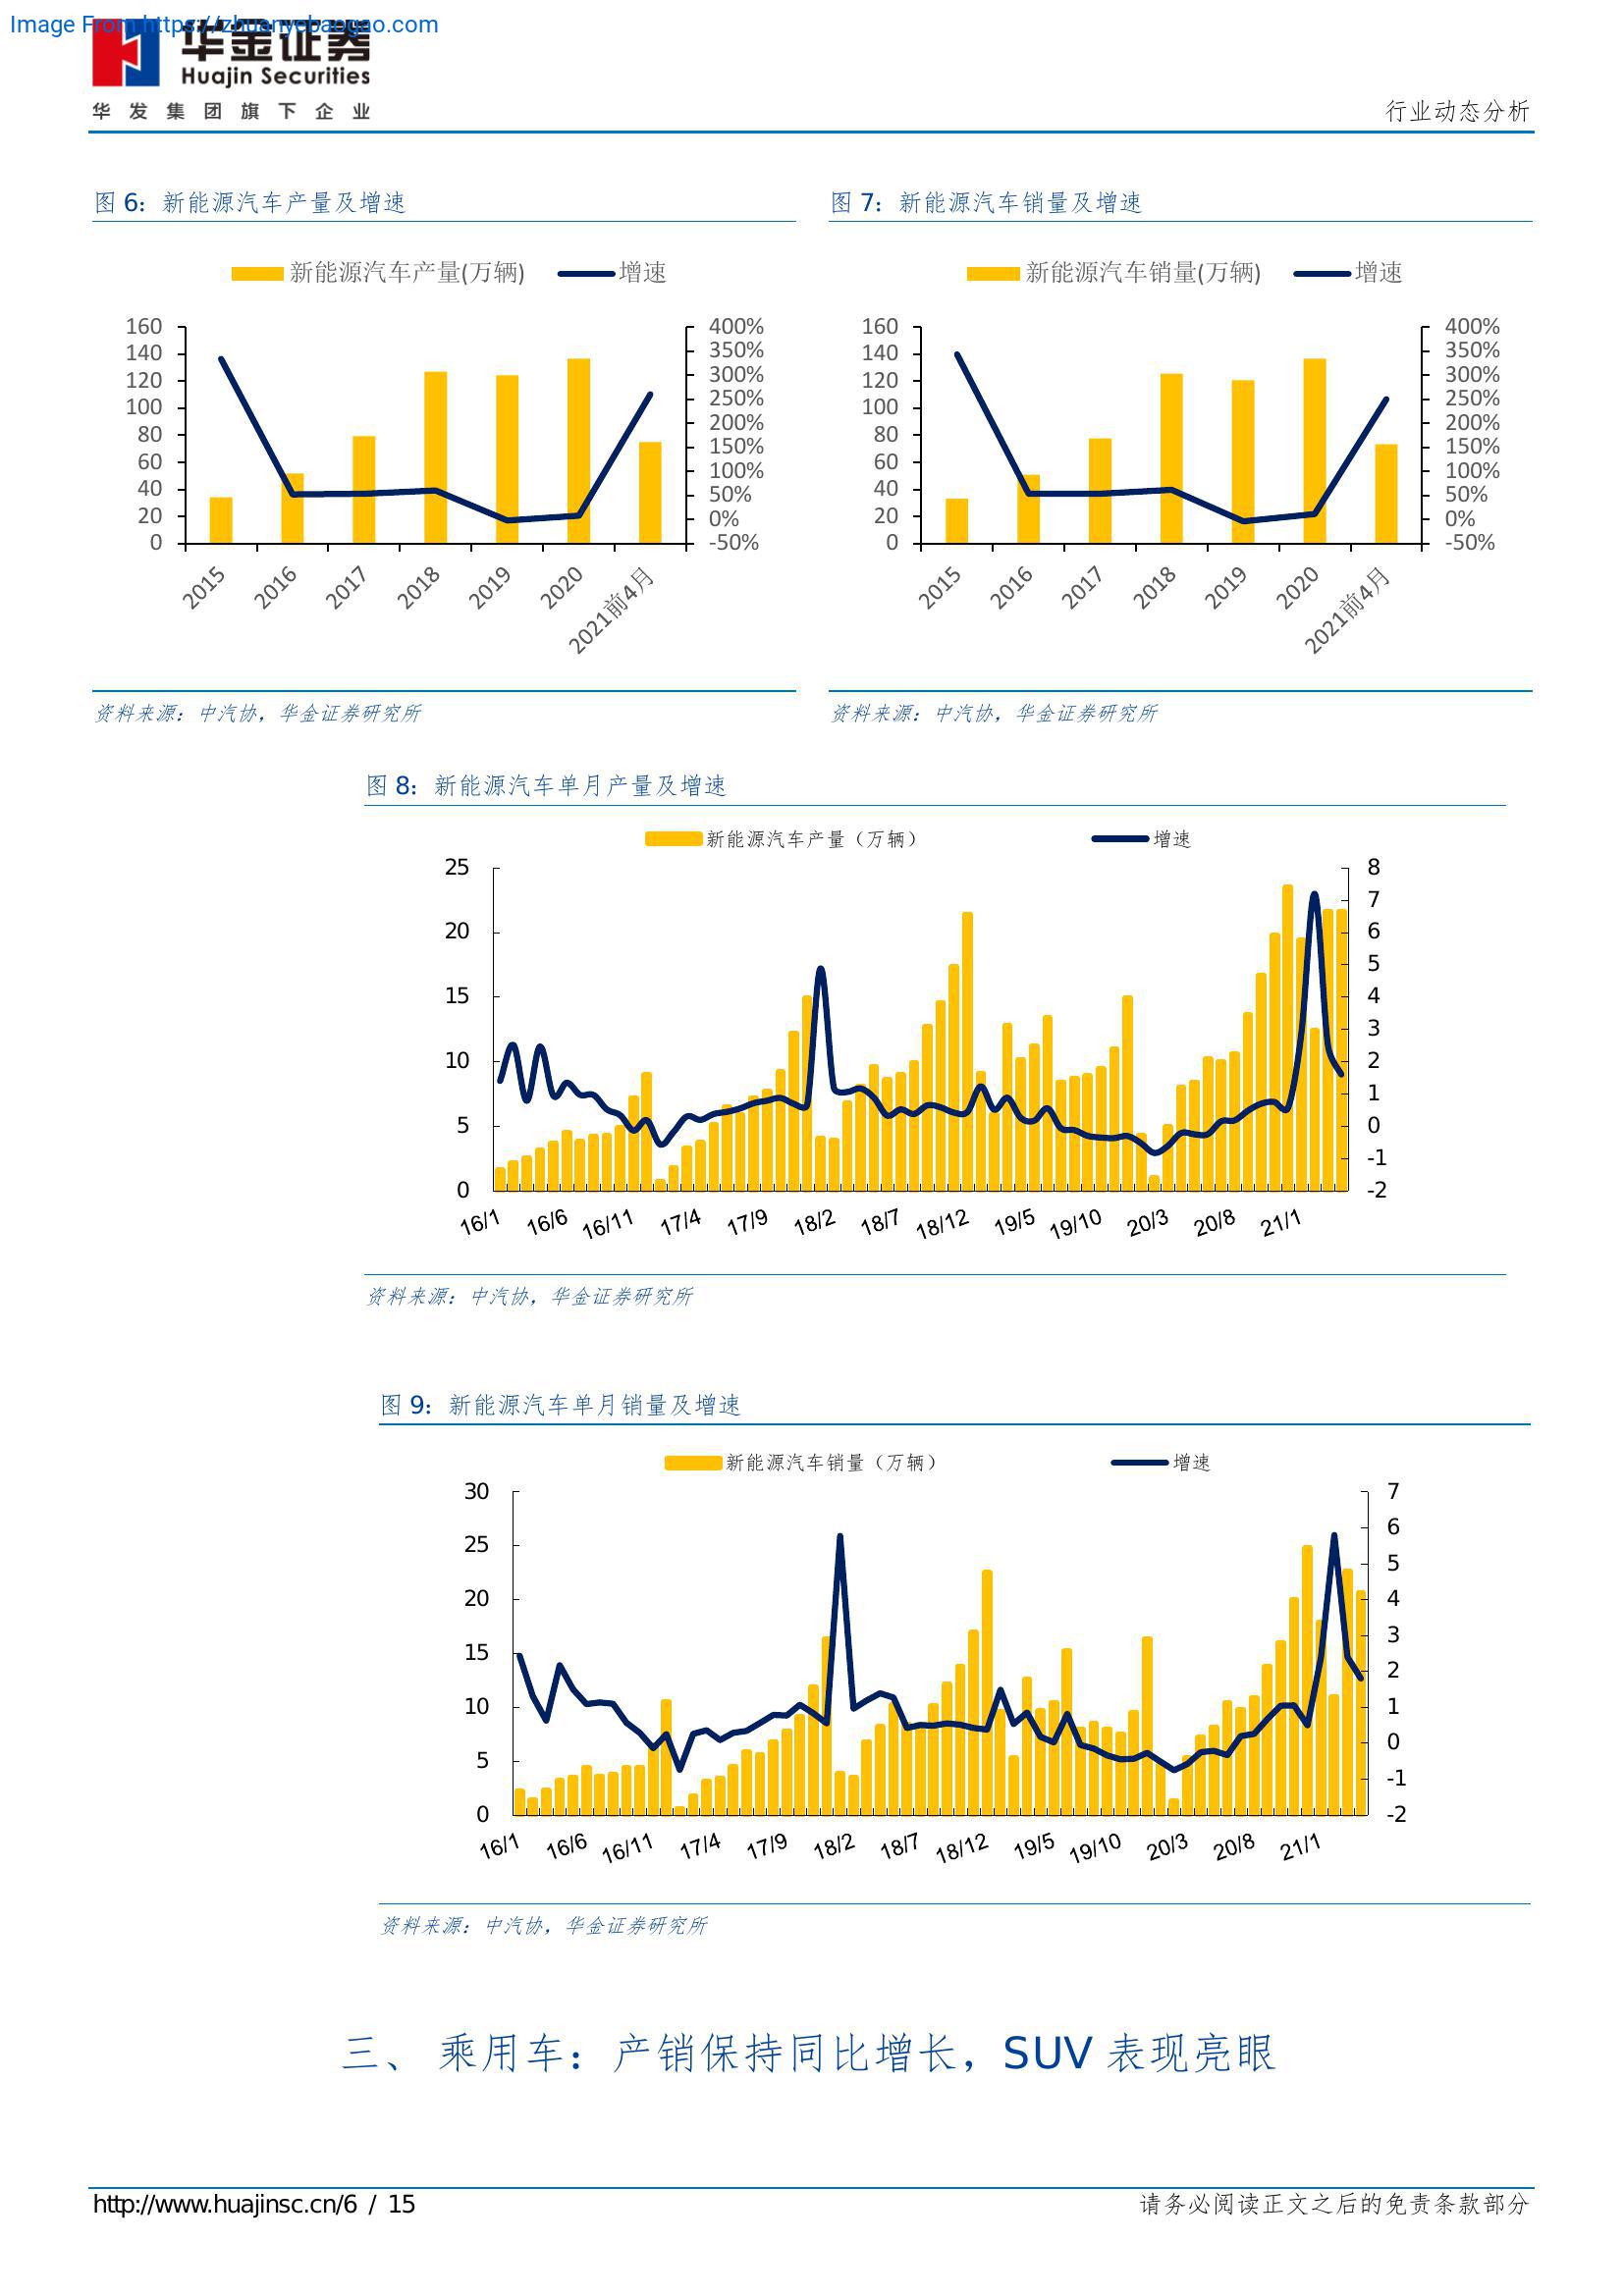 Image From https://zhuanyebaogao.com
华金证券
Huajin Securities
华发集团旗下企业
行业动态分析
图 6：新能源汽车产量及增速
新能源汽车产量(万辆) 增速
160 400%
140 350%
120 300%
100 250%
80 200%
60 150%
40 100%
20 50%
0 0%
-50%
2015 2016 2017 2018 2019 2020 2021前4月
资料来源：中汽协，华金证券研究所
图 7：新能源汽车销量及增速
新能源汽车销量(万辆) 增速
160 400%
140 350%
120 300%
100 250%
80 200%
60 150%
40 100%
20 50%
0 0%
-50%
2015 2016 2017 2018 2019 2020 2021前4月
资料来源：中汽协，华金证券研究所
图 8：新能源汽车单月产量及增速
新能源汽车产量（万辆） 增速
25 8
7
20 6
5
15 4
3
10 2
1
5 0
-1
0 -2
16/1 16/6 16/11 17/4 17/9 18/2 18/7 18/12 19/5 19/10 20/3 20/8 21/1
资料来源：中汽协，华金证券研究所
图 9：新能源汽车单月销量及增速
新能源汽车销量（万辆） 增速
30 7
6
25 5
20 4
3
15 2
10 1
0
5 -1
0 -2
16/1 16/6 16/11 17/4 17/9 18/2 18/7 18/12 19/5 19/10 20/3 20/8 21/1
资料来源：中汽协，华金证券研究所
三、 乘用车：产销保持同比增长，SUV 表现亮眼
http://www.huajinsc.cn/6 / 15
请务必阅读正文之后的免责条款部分